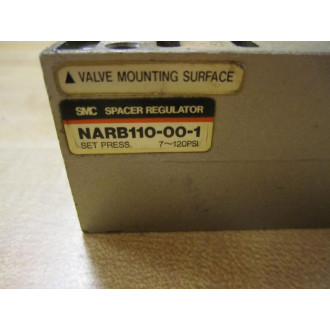 ▲ VALVE MOUNTING SURFACE
SMC SPACER REGULATOR
NARB110-00-1
SET PRESS. 7~120PSI